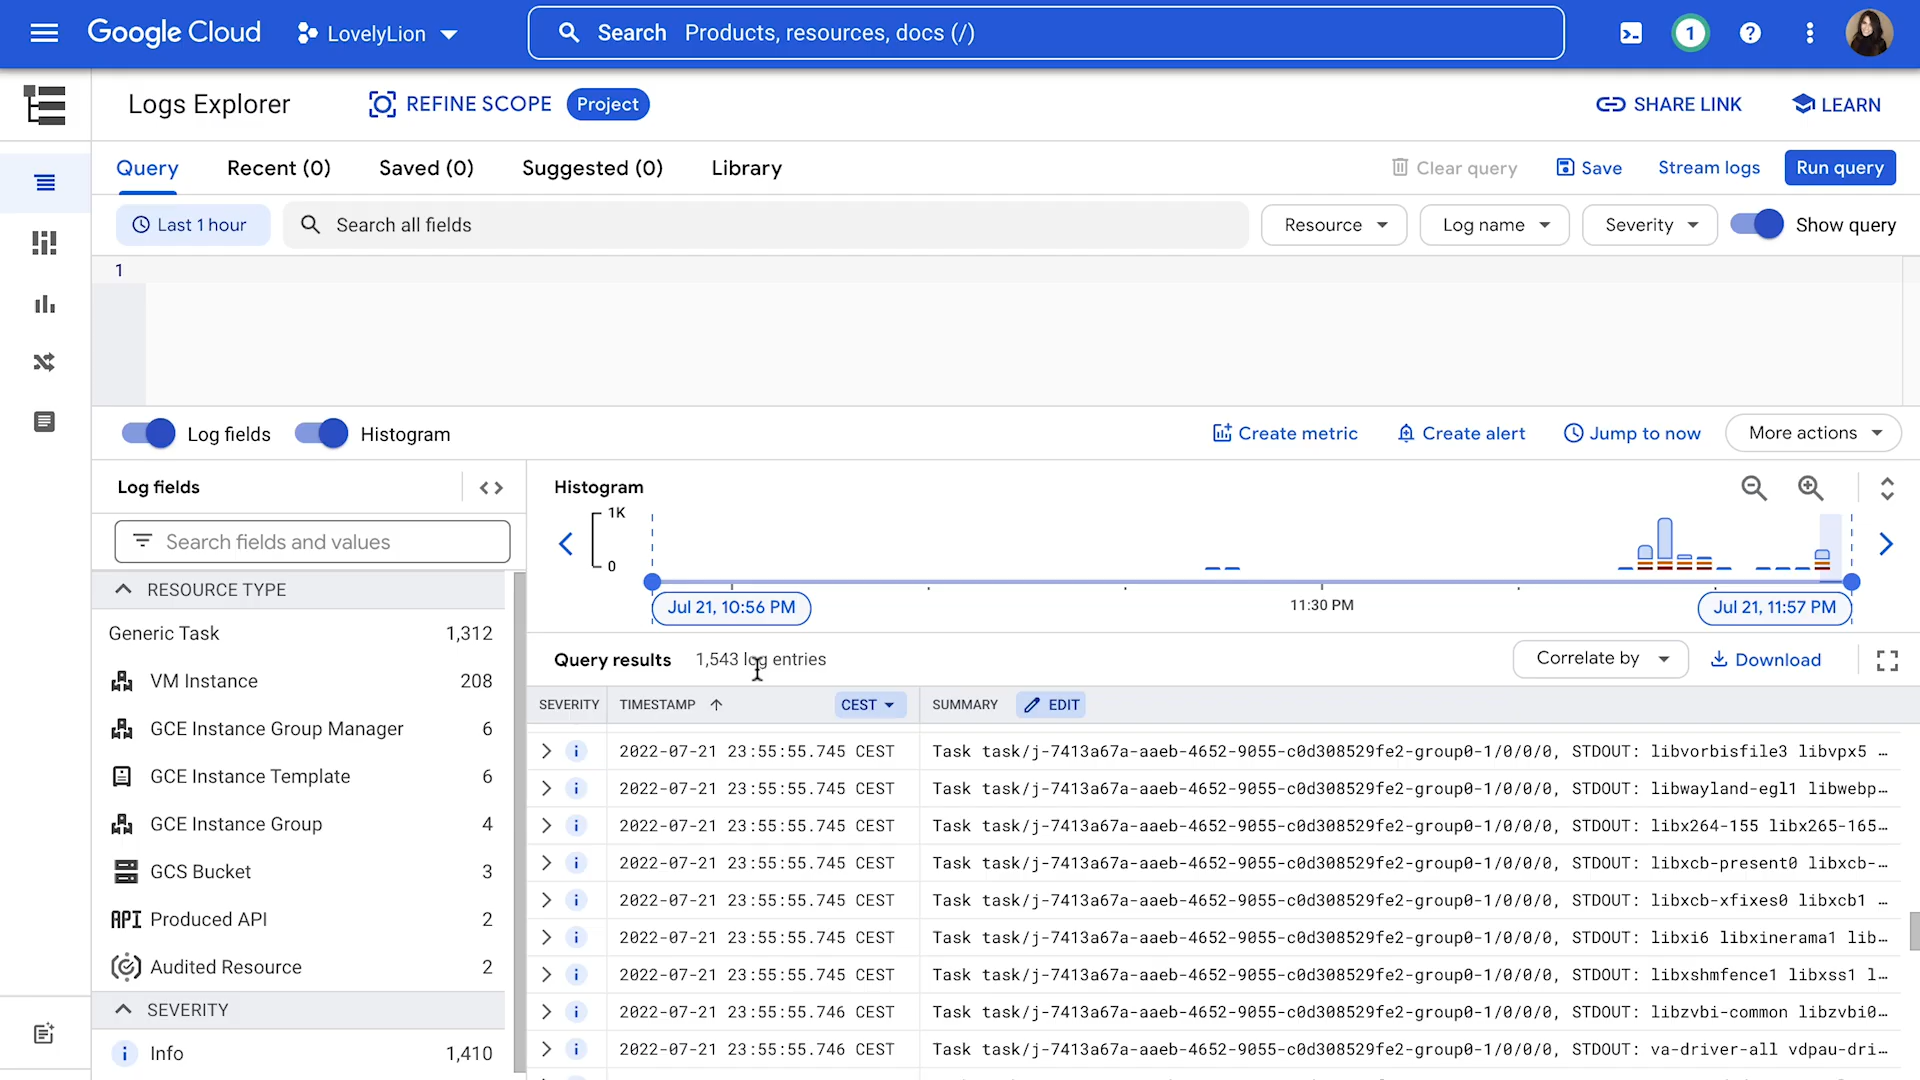 Google Cloud
LovelyLion
Search Products, resources, docs (/)
1
Logs Explorer
REFINE SCOPE
Project
SHARE LINK
LEARN
Query
Recent (0)
Saved (0)
Suggested (0)
Library
Clear query
Save
Stream logs
Run query
Last 1 hour
Search all fields
Resource
Log name
Severity
Show query
1
Log fields
Histogram
Create metric
Create alert
Jump to now
More actions
Log fields
Search fields and values
RESOURCE TYPE
Generic Task 1,312
VM Instance 208
GCE Instance Group Manager 6
GCE Instance Template 6
GCE Instance Group 4
GCS Bucket 3
API Produced API 2
Audited Resource 2
SEVERITY
i Info 1,410
Histogram
1K
0
Jul 21, 10:56 PM
11:30 PM
Jul 21, 11:57 PM
Query results 1,543 log entries
Correlate by
Download
SEVERITY TIMESTAMP CEST SUMMARY EDIT
i 2022-07-21 23:55:55.745 CEST Task task/j-7413a67a-aaeb-4652-9055-c0d308529fe2-group0-1/0/0/0, STDOUT: libvorbisfile3 libvpx5 …
i 2022-07-21 23:55:55.745 CEST Task task/j-7413a67a-aaeb-4652-9055-c0d308529fe2-group0-1/0/0/0, STDOUT: libwayland-egl1 libwebp…
i 2022-07-21 23:55:55.745 CEST Task task/j-7413a67a-aaeb-4652-9055-c0d308529fe2-group0-1/0/0/0, STDOUT: libx264-155 libx265-165…
i 2022-07-21 23:55:55.745 CEST Task task/j-7413a67a-aaeb-4652-9055-c0d308529fe2-group0-1/0/0/0, STDOUT: libxcb-present0 libxcb-…
i 2022-07-21 23:55:55.745 CEST Task task/j-7413a67a-aaeb-4652-9055-c0d308529fe2-group0-1/0/0/0, STDOUT: libxcb-xfixes0 libxcb1 …
i 2022-07-21 23:55:55.745 CEST Task task/j-7413a67a-aaeb-4652-9055-c0d308529fe2-group0-1/0/0/0, STDOUT: libxi6 libxinerama1 lib…
i 2022-07-21 23:55:55.745 CEST Task task/j-7413a67a-aaeb-4652-9055-c0d308529fe2-group0-1/0/0/0, STDOUT: libxshmfence1 libxss1 l…
i 2022-07-21 23:55:55.746 CEST Task task/j-7413a67a-aaeb-4652-9055-c0d308529fe2-group0-1/0/0/0, STDOUT: libzvbi-common libzvbi0…
i 2022-07-21 23:55:55.746 CEST Task task/j-7413a67a-aaeb-4652-9055-c0d308529fe2-group0-1/0/0/0, STDOUT: va-driver-all vdpau-dri…